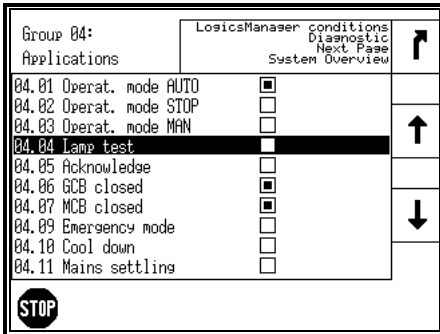 Group 04:
Applications
LogicsManager conditions
Diagnostic
Next Page
System Overview
04.01 Operat. mode AUTO
04.02 Operat. mode STOP
04.03 Operat. mode MAN
04.04 Lamp test
04.05 Acknowledge
04.06 GCB closed
04.07 MCB closed
04.09 Emergency mode
04.10 Cool down
04.11 Mains settling
STOP